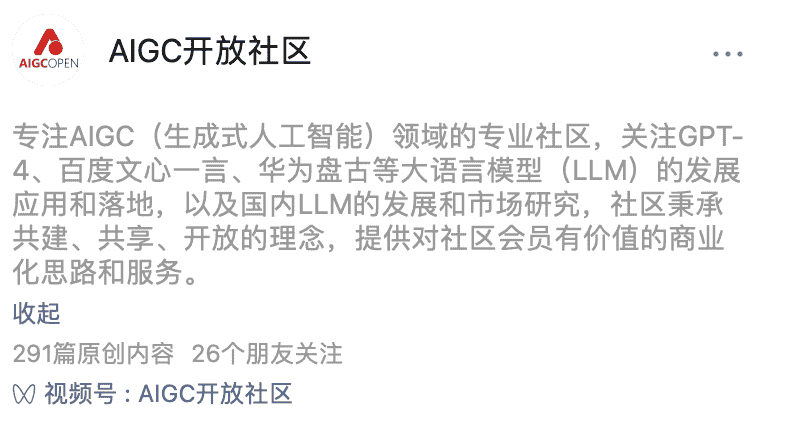 AIGCOPEN
AIGC开放社区
专注AIGC（生成式人工智能）领域的专业社区，关注GPT-
4、百度文心一言、华为盘古等大语言模型（LLM）的发展
应用和落地，以及国内LLM的发展和市场研究，社区秉承
共建、共享、开放的理念，提供对社区会员有价值的商业
化思路和服务。
收起
291篇原创内容 26个朋友关注
视频号：AIGC开放社区